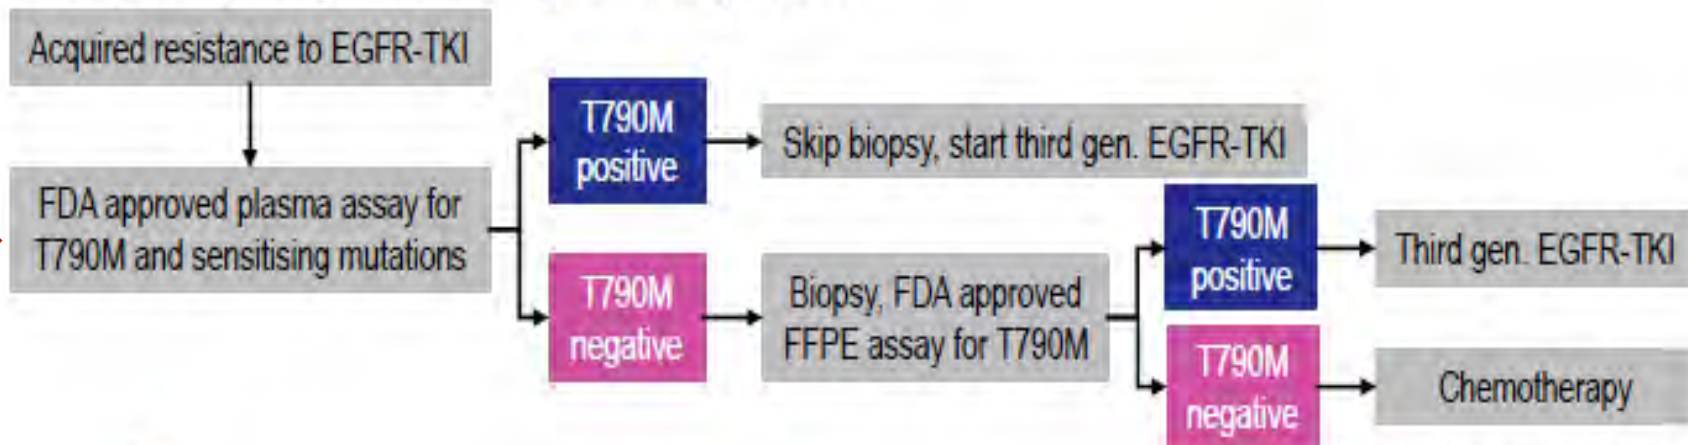 Acquired resistance to EGFR-TKI
FDA approved plasma assay for
T790M and sensitising mutations
T790M
positive
Skip biopsy, start third gen. EGFR-TKI
T790M
negative
Biopsy, FDA approved
FFPE assay for T790M
T790M
positive
Third gen. EGFR-TKI
T790M
negative
Chemotherapy